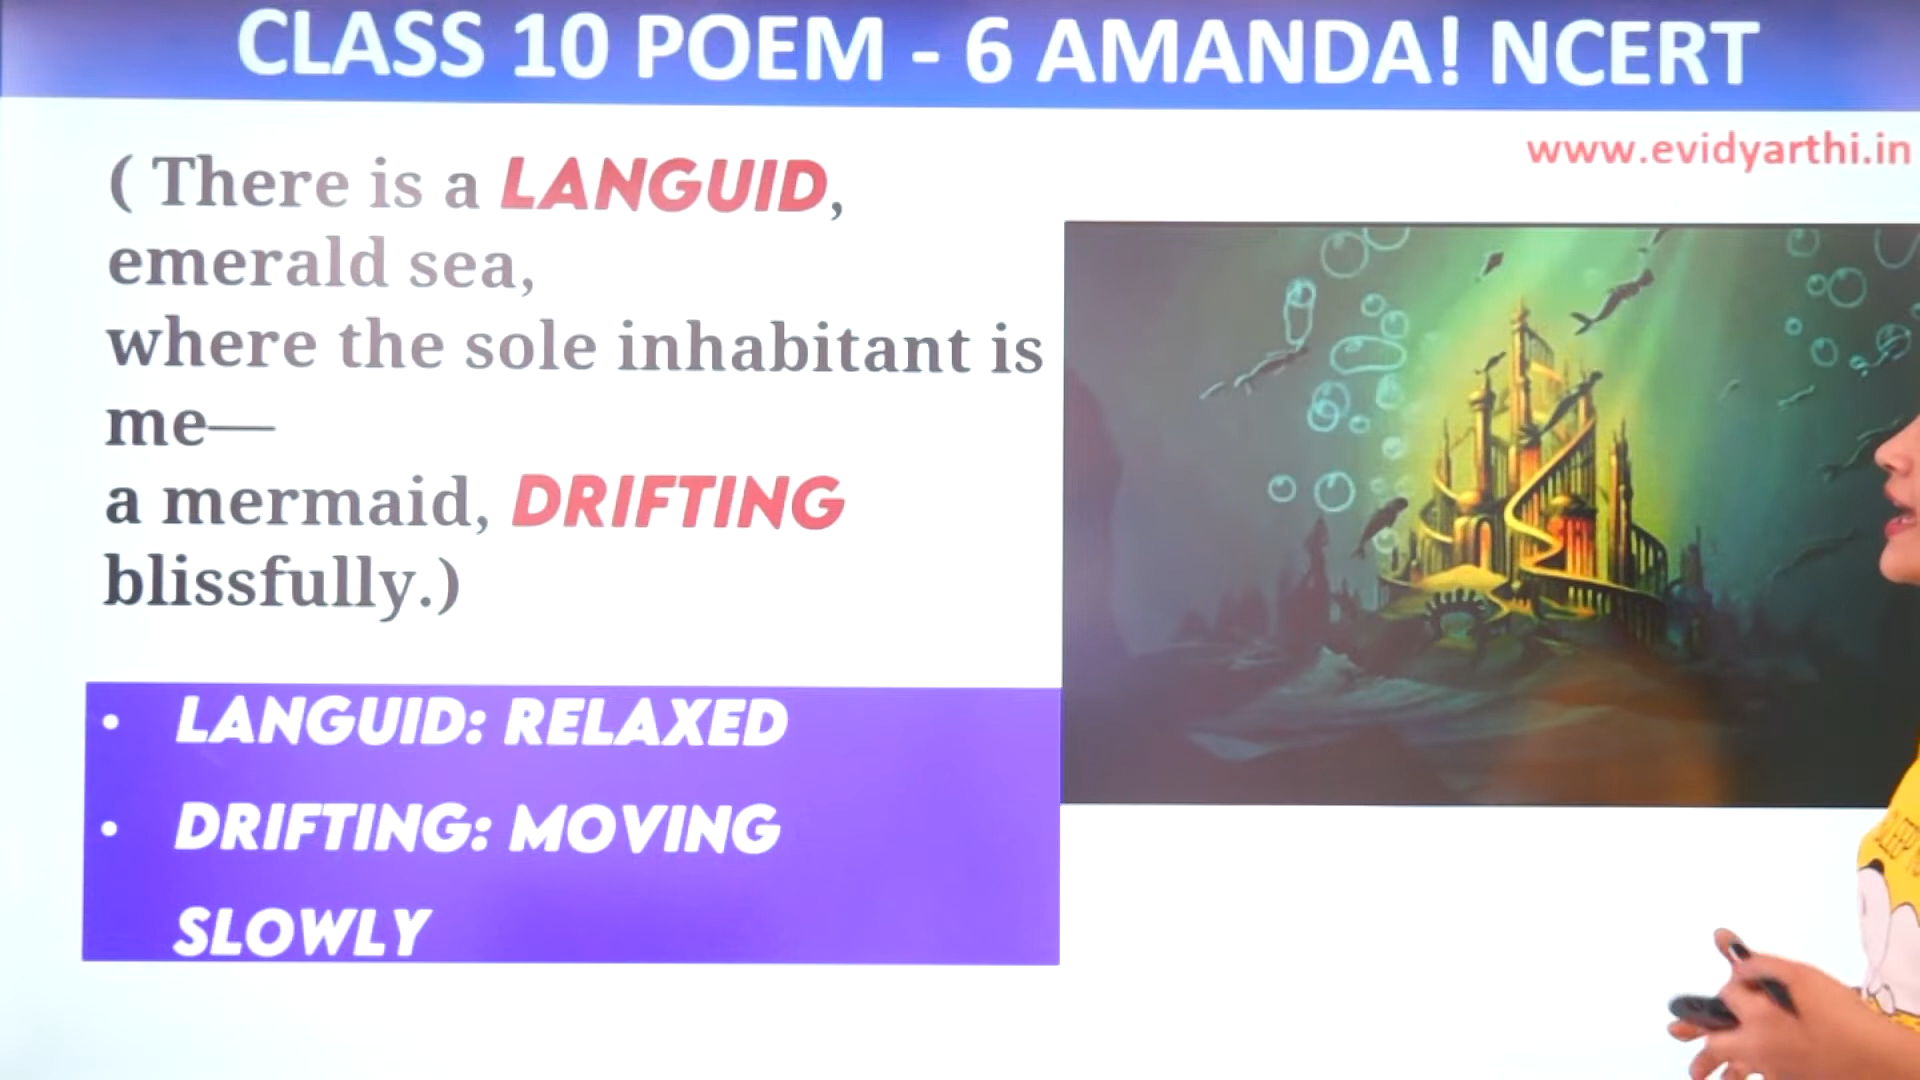 CLASS 10 POEM - 6 AMANDA! NCERT
www.evidyarthi.in
( There is a LANGUID,
emerald sea,
where the sole inhabitant is
me—
a mermaid, DRIFTING
blissfully.)
• LANGUID: RELAXED
• DRIFTING: MOVING
SLOWLY